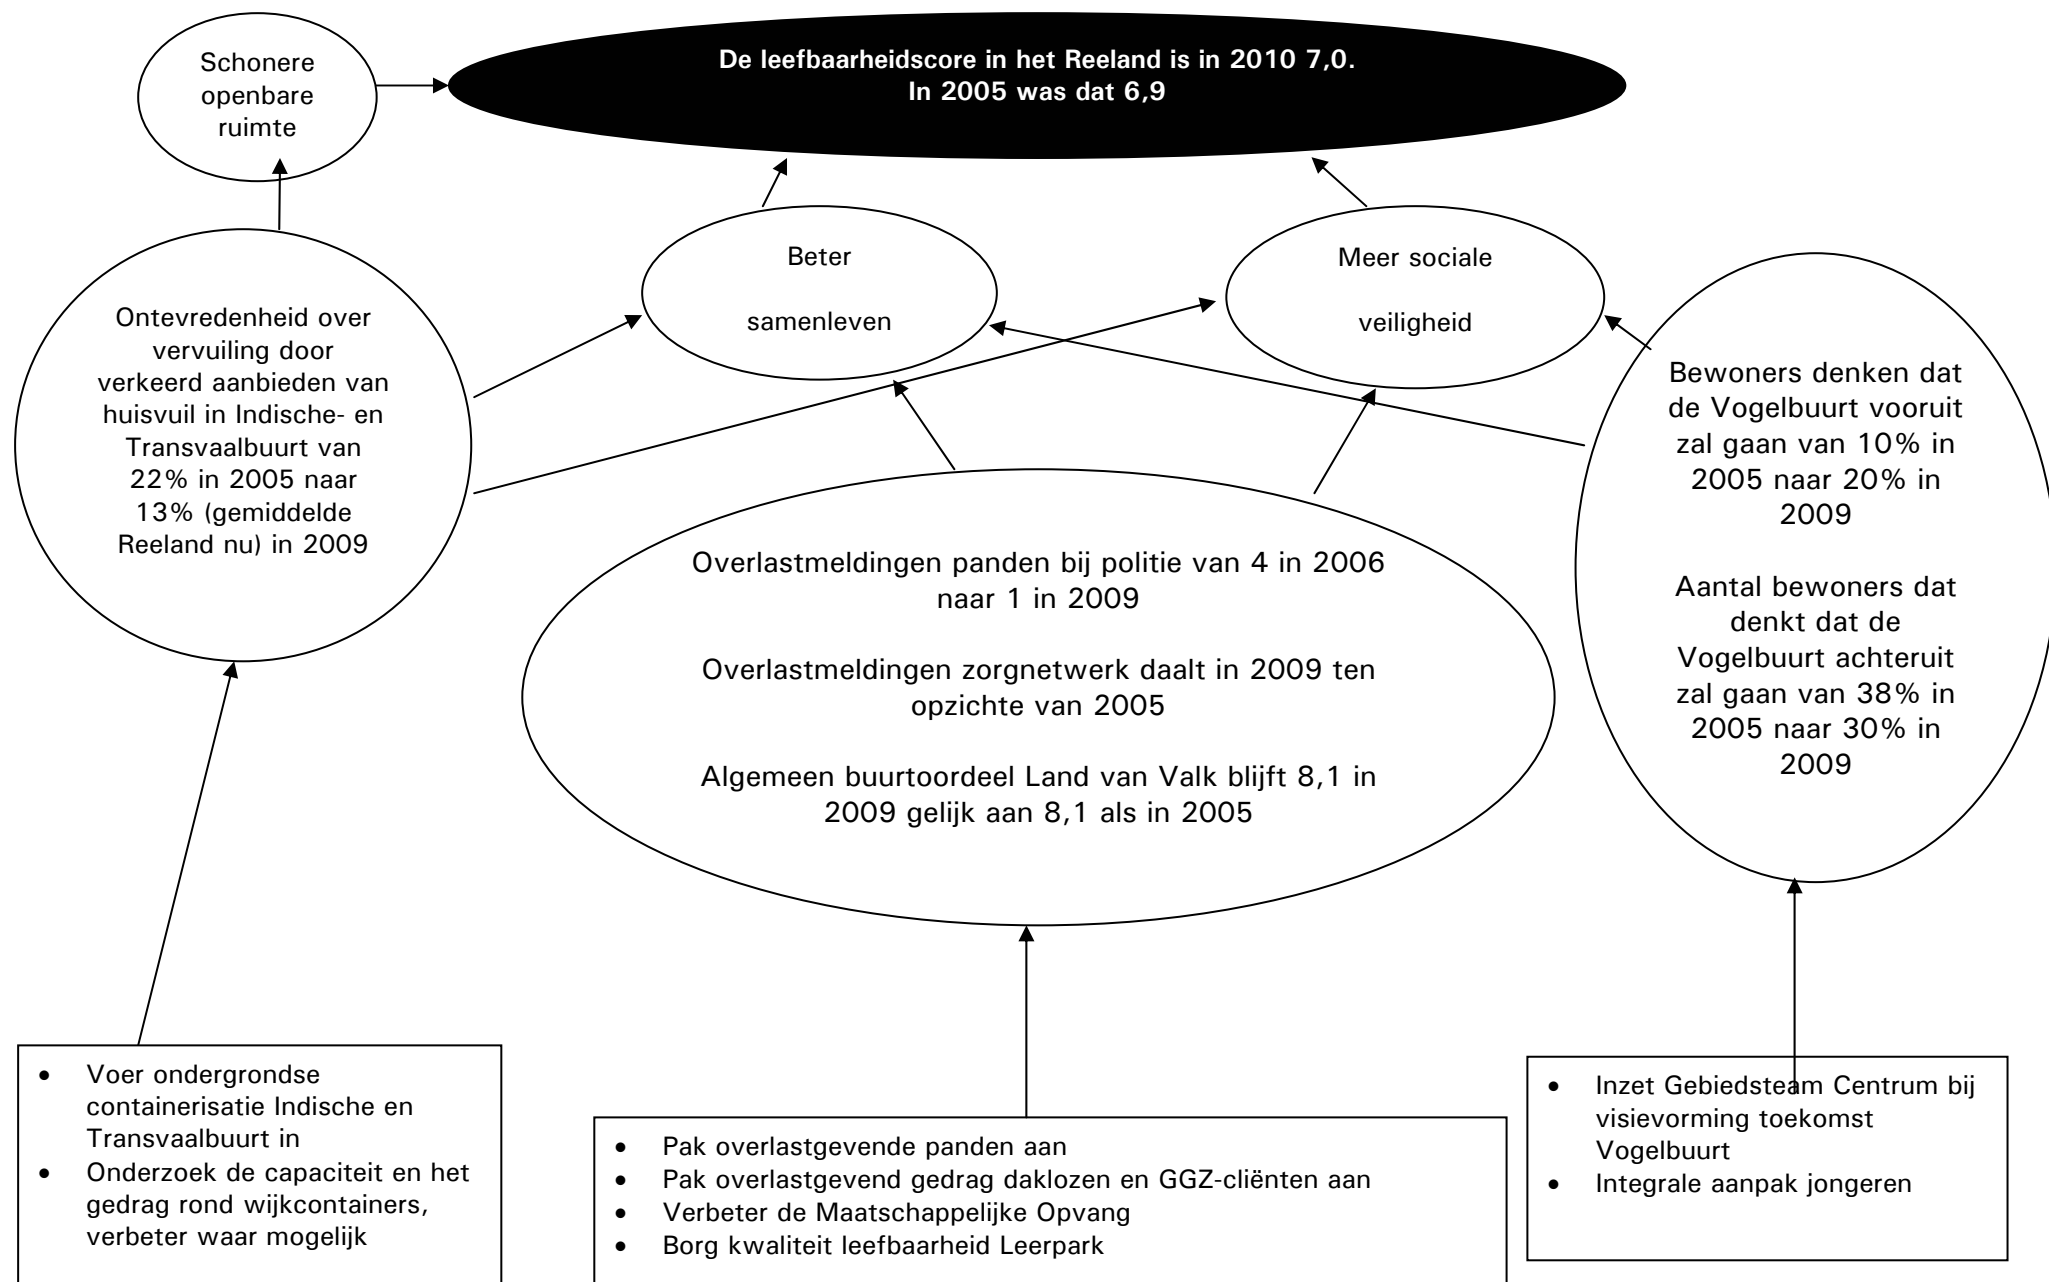 Schonere
openbare
ruimte
De leefbaarheidscore in het Reeland is in 2010 7,0.
In 2005 was dat 6,9
Beter
samenleven
Meer sociale
veiligheid
Ontevredenheid over
vervuiling door
verkeerd aanbieden van
huisvuil in Indische- en
Transvaalbuurt van
22% in 2005 naar
13% (gemiddelde
Reeland nu) in 2009
Overlastmeldingen panden bij politie van 4 in 2006
naar 1 in 2009
Overlastmeldingen zorgnetwerk daalt in 2009 ten
opzichte van 2005
Algemeen buurtoordeel Land van Valk blijft 8,1 in
2009 gelijk aan 8,1 als in 2005
Bewoners denken dat
de Vogelbuurt vooruit
zal gaan van 10% in
2005 naar 20% in
2009
Aantal bewoners dat
denkt dat de
Vogelbuurt achteruit
zal gaan van 38% in
2005 naar 30% in
2009
• Voer ondergrondse
containerisatie Indische en
Transvaalbuurt in
• Onderzoek de capaciteit en het
gedrag rond wijkcontainers,
verbeter waar mogelijk
• Pak overlastgevende panden aan
• Pak overlastgevend gedrag daklozen en GGZ-cliënten aan
• Verbeter de Maatschappelijke Opvang
• Borg kwaliteit leefbaarheid Leerpark
• Inzet Gebiedsteam Centrum bij
visievorming toekomst
Vogelbuurt
• Integrale aanpak jongeren